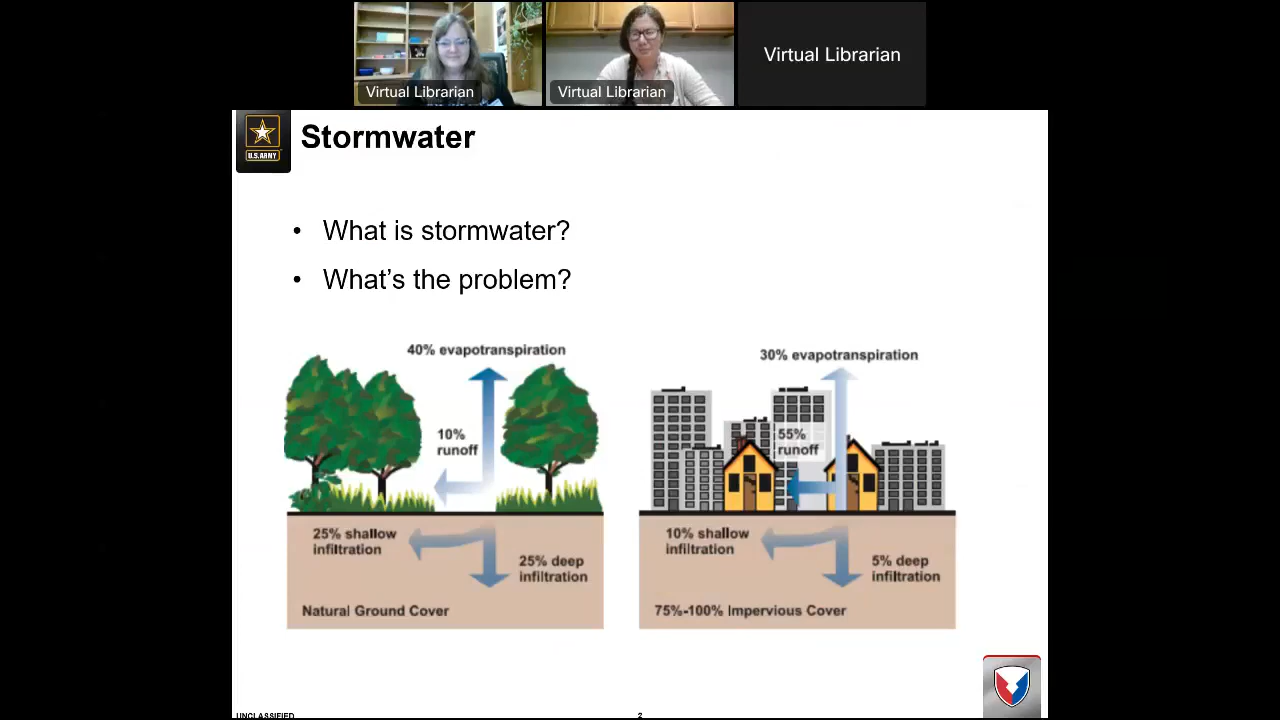 Virtual Librarian
Virtual Librarian
Virtual Librarian
U.S.ARMY
Stormwater
• What is stormwater?
• What's the problem?
40% evapotranspiration
10%
runoff
25% shallow
infiltration
25% deep
infiltration
Natural Ground Cover
30% evapotranspiration
55%
runoff
10% shallow
infiltration
5% deep
infiltration
75%-100% Impervious Cover
UNCLASSIFIED
2